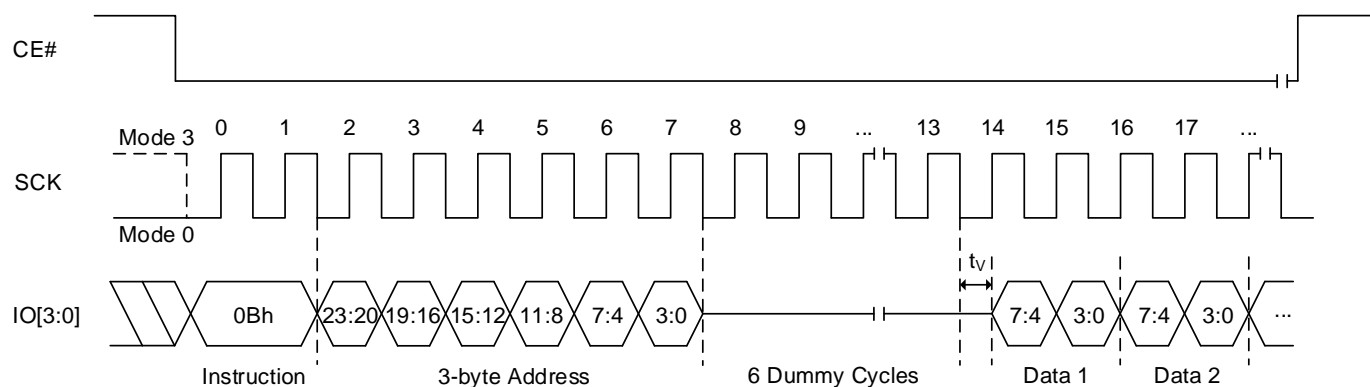 CE#
Mode 3
0 1 2 3 4 5 6 7 8 9 ... 13 14 15 16 17 ...
SCK
Mode 0
tV
IO[3:0]
0Bh 23:20 19:16 15:12 11:8 7:4 3:0 7:4 3:0 7:4 3:0 ...
Instruction 3-byte Address 6 Dummy Cycles Data 1 Data 2